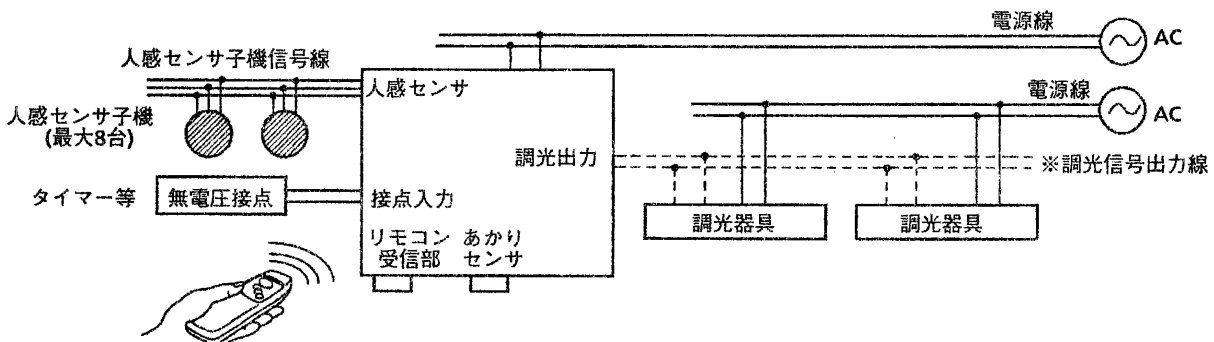 電源線
AC
人感センサ子機信号線
人感センサ
人感センサ子機
(最大8台)
電源線
AC
調光出力
※調光信号出力線
タイマー等
無電圧接点
接点入力
調光器具
調光器具
リモコン
受信部
あかり
センサ